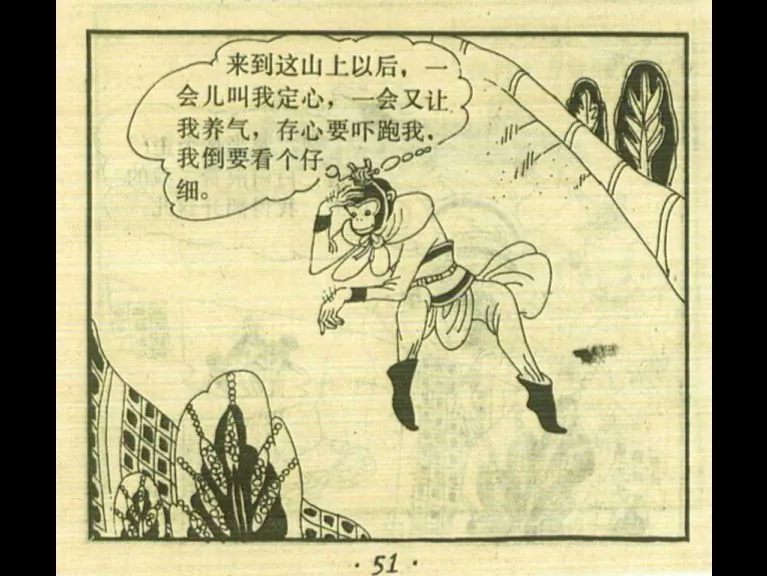 来到这山上以后，一
会儿叫我定心，一会又让
我养气，存心要吓跑我，
我倒要看个仔
细。
· 51 ·